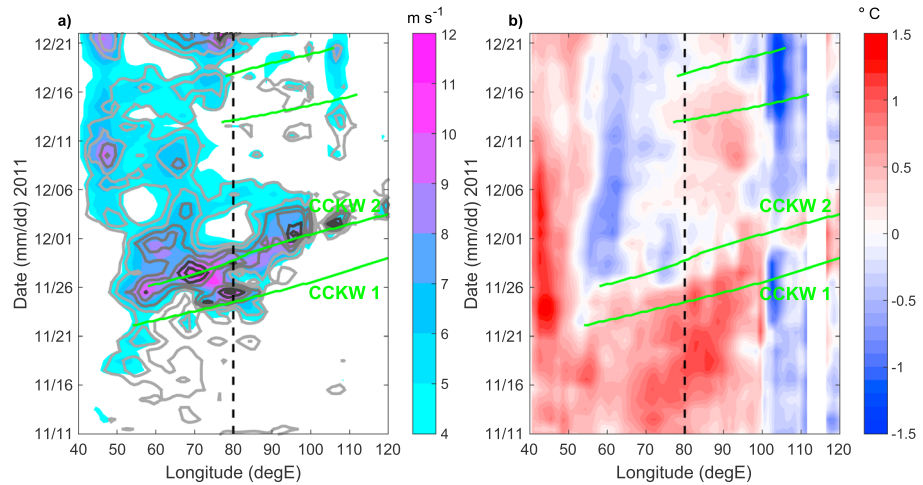 a)
m s⁻¹
12/21
12/16
12/11
12/06
12/01
11/26
11/21
11/16
11/11
Date (mm/dd) 2011
40 50 60 70 80 90 100 110 120
Longitude (degE)
CCKW 2
CCKW 1
12
11
10
9
8
7
6
5
4
b)
° C
12/21
12/16
12/11
12/06
12/01
11/26
11/21
11/16
11/11
Date (mm/dd) 2011
40 50 60 70 80 90 100 110 120
Longitude (degE)
CCKW 2
CCKW 1
1.5
1
0.5
0
-0.5
-1
-1.5